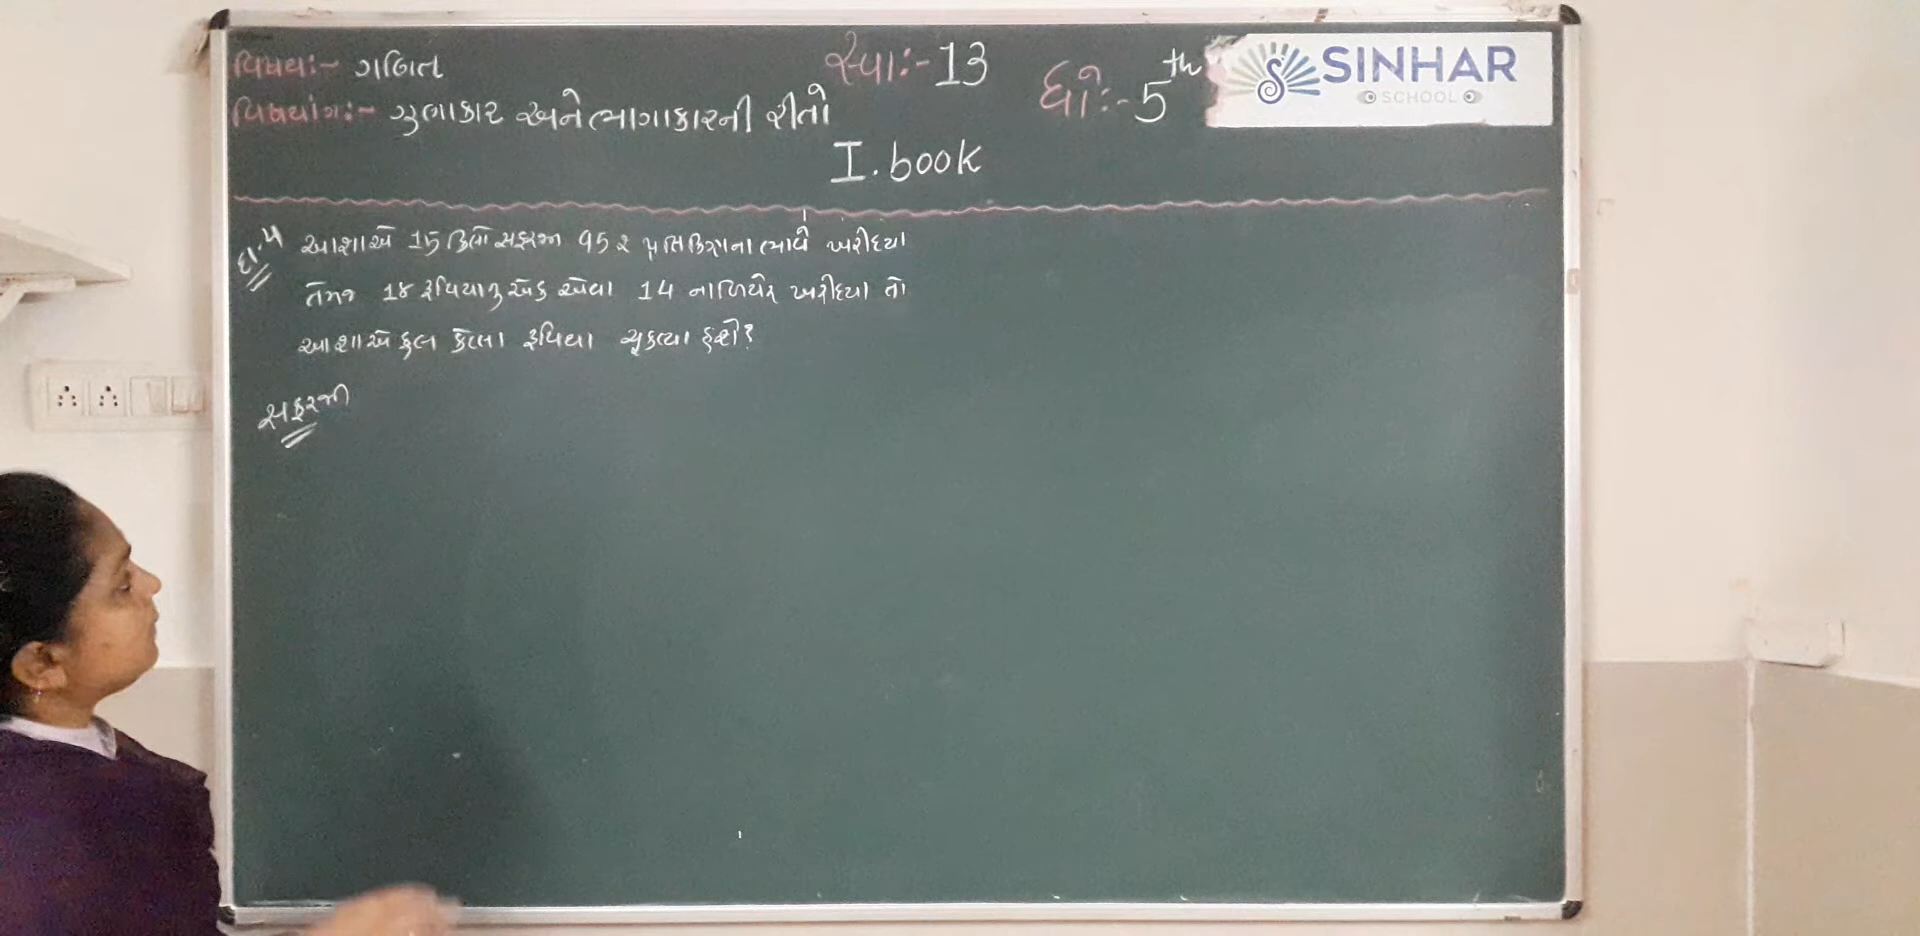 વિષય:- ગણિત
સ્વા:- 13
ધો:- 5th
SINHAR
SCHOOL
વિષયાંગ:- ગુણાકાર અને ભાગાકારની રીતો
I. book
દા.૫ આશાએ 15 કિલો સફરજન 95 ર પ્રતિ કિગ્રાના ભાવે ખરીદ્યા
તેમજ 18 રૂપિયાનુ એક એવા 14 નાળિયેર ખરીદ્યા તો
આશાએ કુલ કેટલા રૂપિયા ચૂકવ્યા હશે?
સફરજન